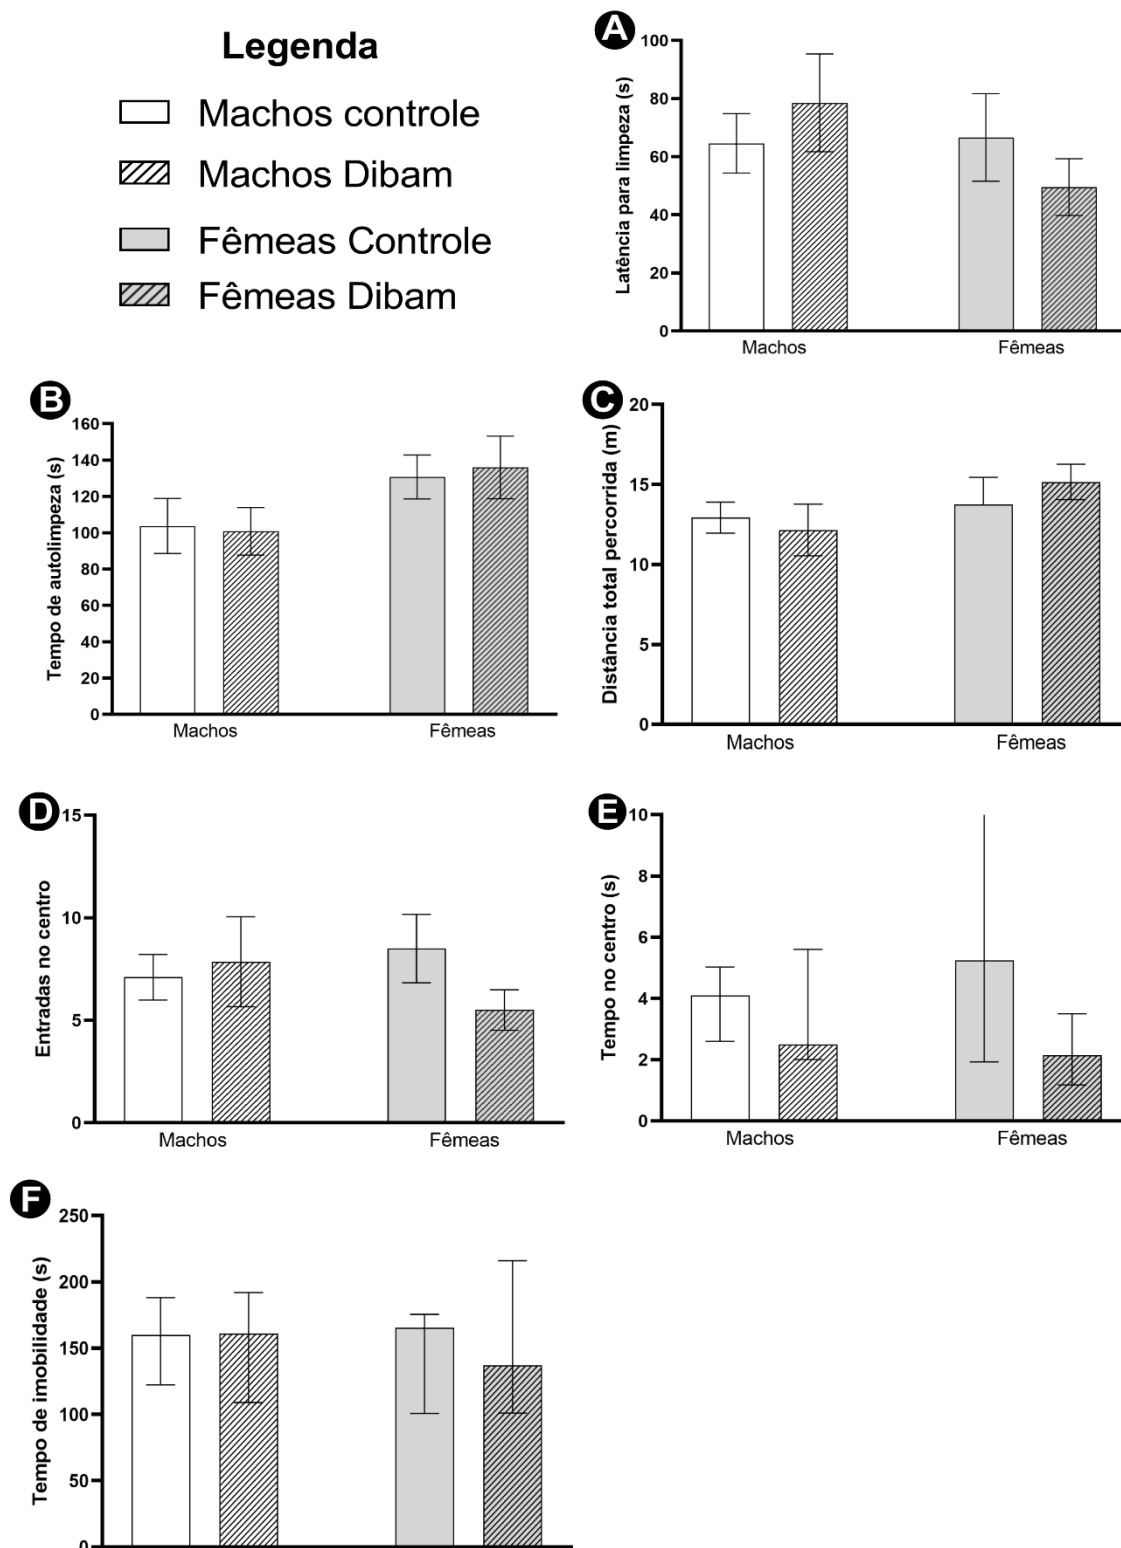 Legenda
Machos controle
Machos Dibam
Fêmeas Controle
Fêmeas Dibam
A
Latência para limpeza (s)
100
80
60
40
20
0
Machos
Fêmeas
B
Tempo de autolimpeza (s)
160
140
120
100
80
60
40
20
0
Machos
Fêmeas
C
Distância total percorrida (m)
20
15
10
5
0
Machos
Fêmeas
D
Entradas no centro
15
10
5
0
Machos
Fêmeas
E
Tempo no centro (s)
10
8
6
4
2
0
Machos
Fêmeas
F
Tempo de imobilidade (s)
250
200
150
100
50
0